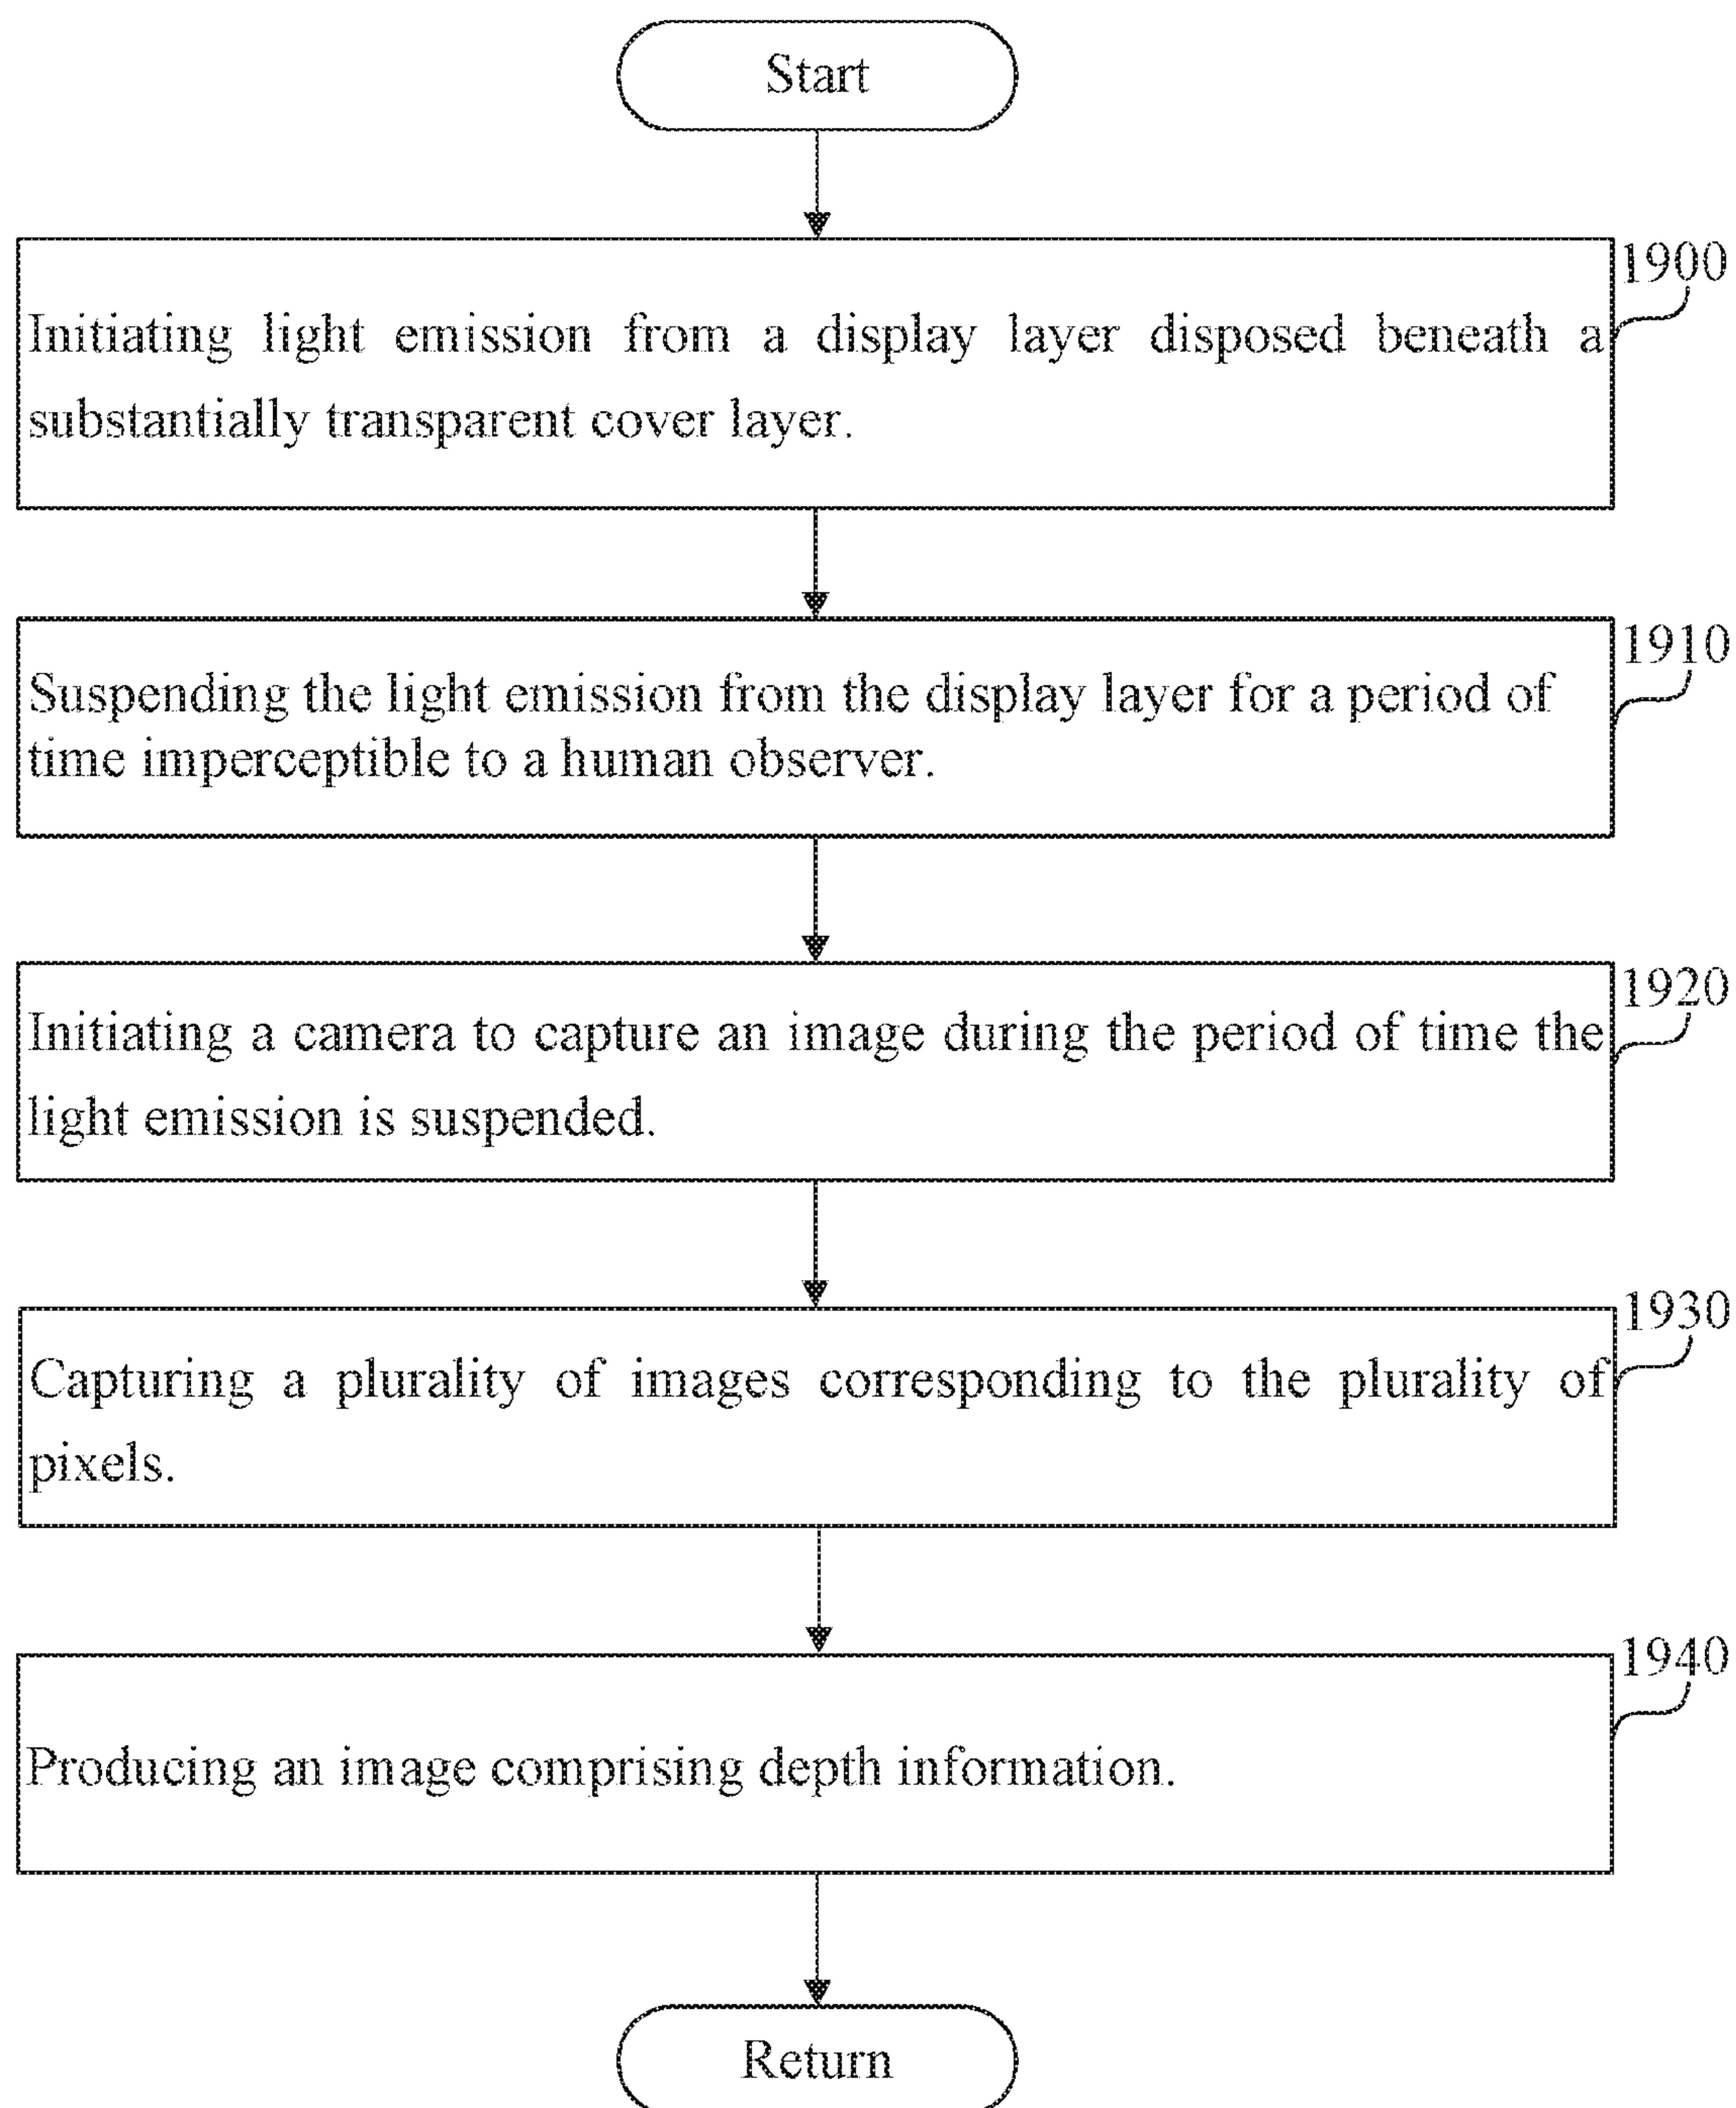 Start
1900
Initiating light emission from a display layer disposed beneath a
substantially transparent cover layer.
1910
Suspending the light emission from the display layer for a period of
time imperceptible to a human observer.
1920
Initiating a camera to capture an image during the period of time the
light emission is suspended.
1930
Capturing a plurality of images corresponding to the plurality of
pixels.
1940
Producing an image comprising depth information.
Return